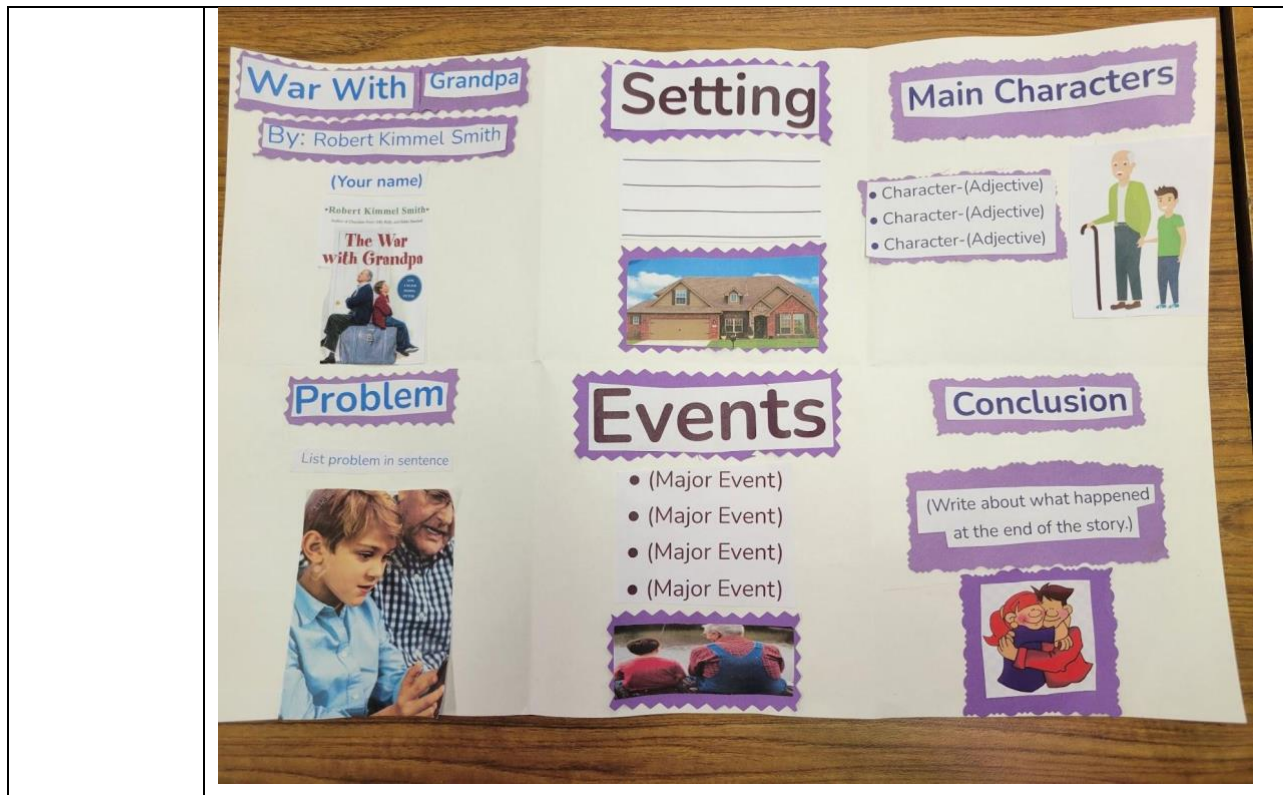 War With Grandpa
By: Robert Kimmel Smith
(Your name)
•Robert Kimmel Smith•
The War
with Grandpa
Setting
Main Characters
• Character-(Adjective)
• Character-(Adjective)
• Character-(Adjective)
Problem
List problem in sentence
Events
• (Major Event)
• (Major Event)
• (Major Event)
• (Major Event)
Conclusion
(Write about what happened
at the end of the story.)